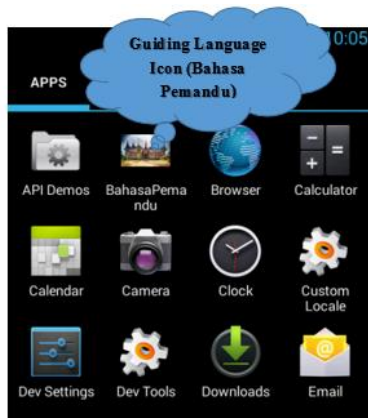 Guiding Language
Icon (Bahasa
Pemandu)
10:05
APPS
API Demos
BahasaPema
ndu
Browser
Calculator
Calendar
Camera
Clock
Custom
Locale
Dev Settings
Dev Tools
Downloads
Email